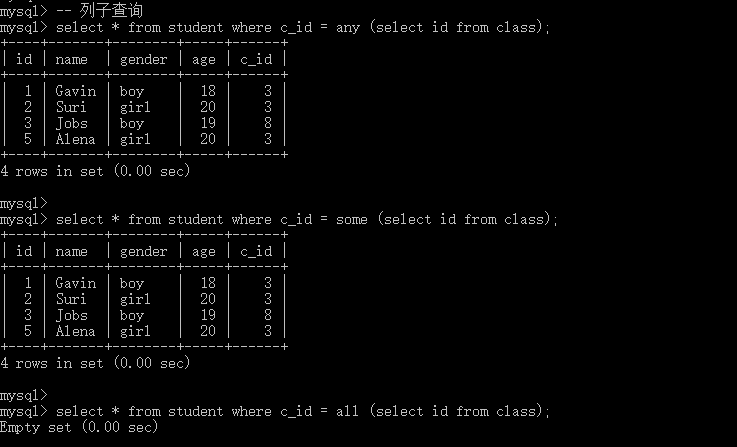 mysql> -- 列子查询
mysql> select * from student where c_id = any (select id from class);
+----+-------+--------+-----+------+
| id | name  | gender | age | c_id |
+----+-------+--------+-----+------+
|  1 | Gavin | boy    |  18 |    3 |
|  2 | Suri  | girl   |  20 |    3 |
|  3 | Jobs  | boy    |  19 |    8 |
|  5 | Alena | girl   |  20 |    3 |
+----+-------+--------+-----+------+
4 rows in set (0.00 sec)
mysql>
mysql> select * from student where c_id = some (select id from class);
+----+-------+--------+-----+------+
| id | name  | gender | age | c_id |
+----+-------+--------+-----+------+
|  1 | Gavin | boy    |  18 |    3 |
|  2 | Suri  | girl   |  20 |    3 |
|  3 | Jobs  | boy    |  19 |    8 |
|  5 | Alena | girl   |  20 |    3 |
+----+-------+--------+-----+------+
4 rows in set (0.00 sec)
mysql>
mysql> select * from student where c_id = all (select id from class);
Empty set (0.00 sec)